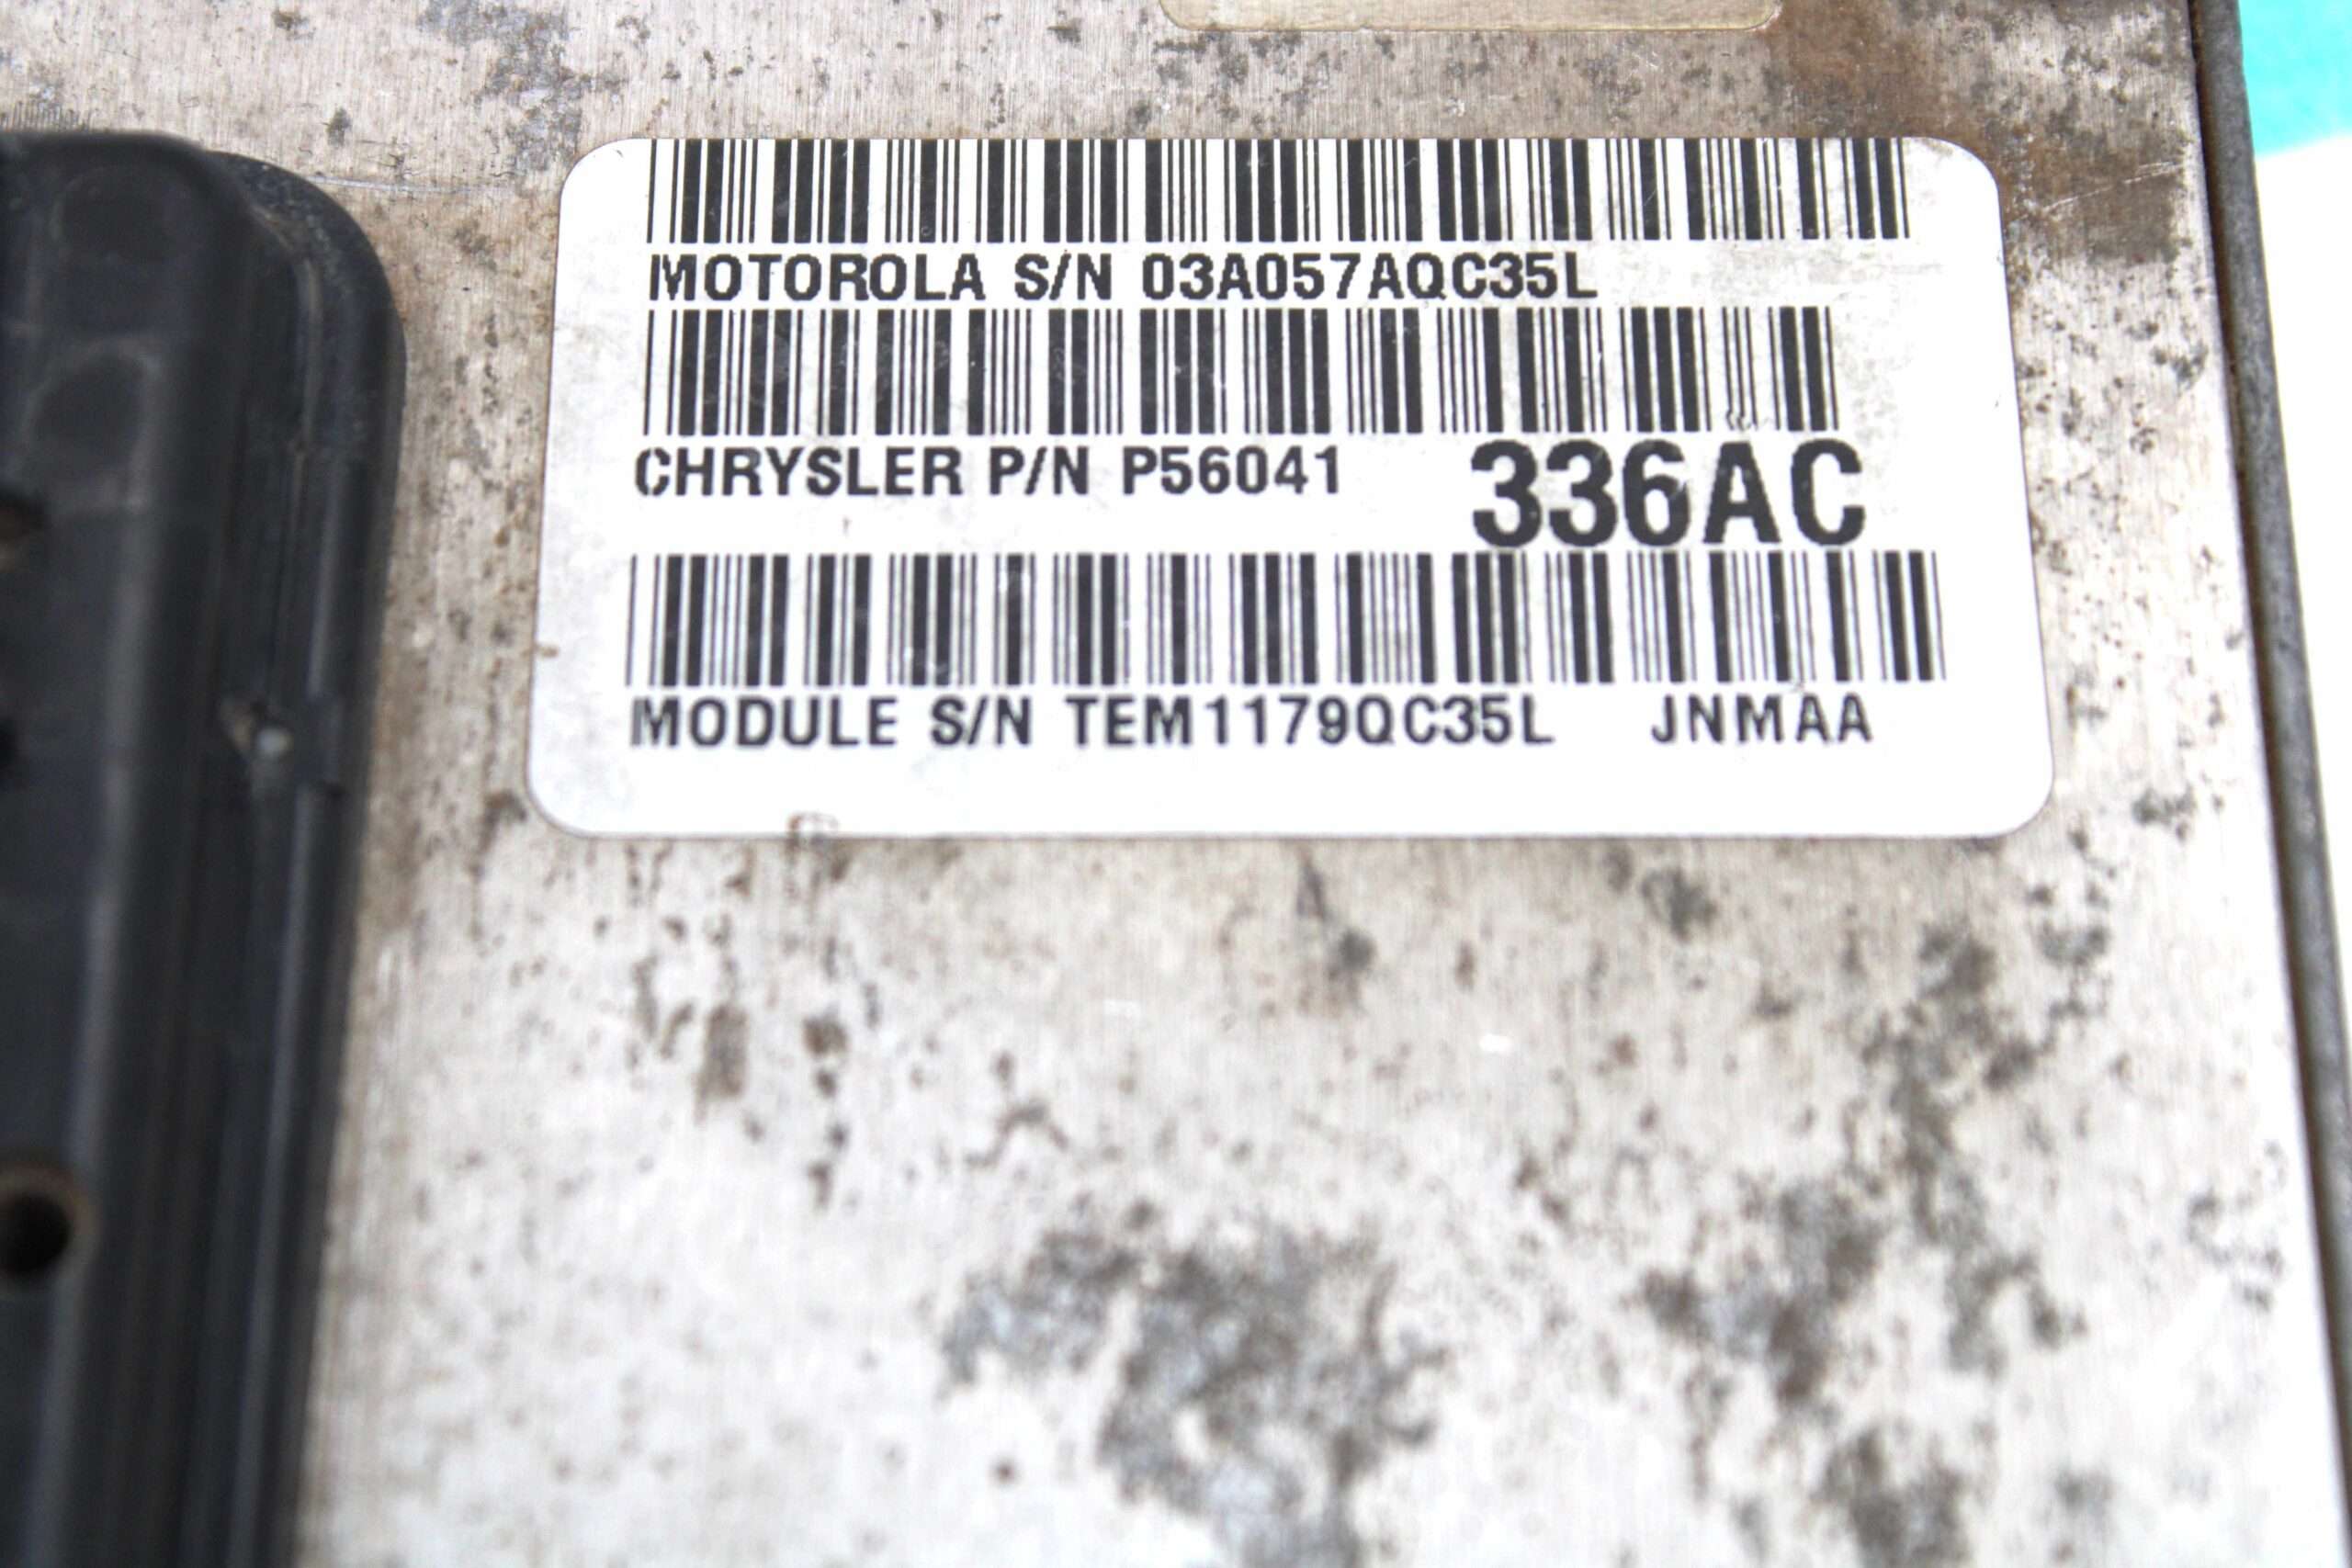 MOTOROLA S/N 03A057AQC35L
CHRYSLER P/N P56041 336AC
MODULE S/N TEM1179QC35L JNMAA